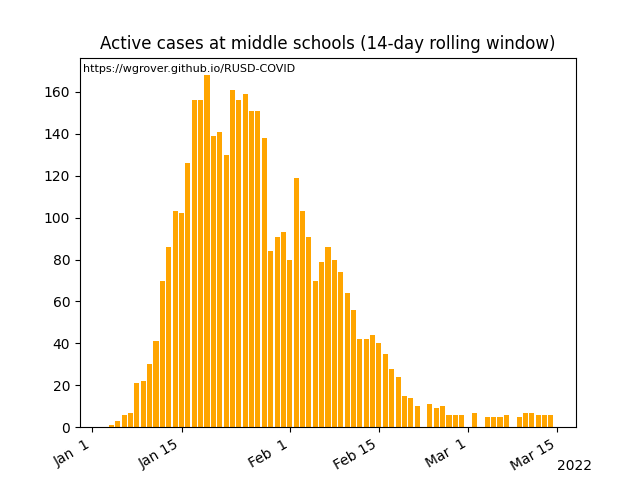 Active cases at middle schools (14-day rolling window)
https://wgrover.github.io/RUSD-COVID
160
140
120
100
80
60
40
20
0
Jan 1
Jan 15
Feb 1
Feb 15
Mar 1
Mar 15
2022